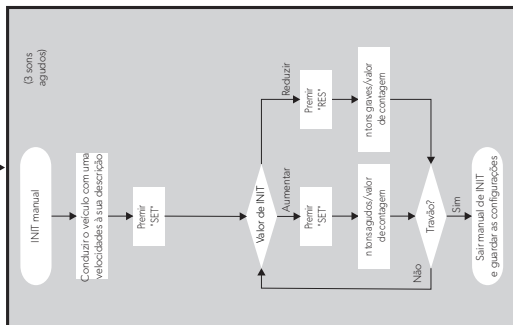 INIT manual
(3 sons
agudos)
Conduzir o veículo com uma
velocidades à sua descrição
Premir
"SET"
Valor de INIT
Aumentar
Reduzir
Premir
"SET"
Premir
"RES"
n tons agudos/valor
de contagem
n tons graves/valor
de contagem
Travão?
Não
Sim
Sair manual de INIT
e guardar as configurações